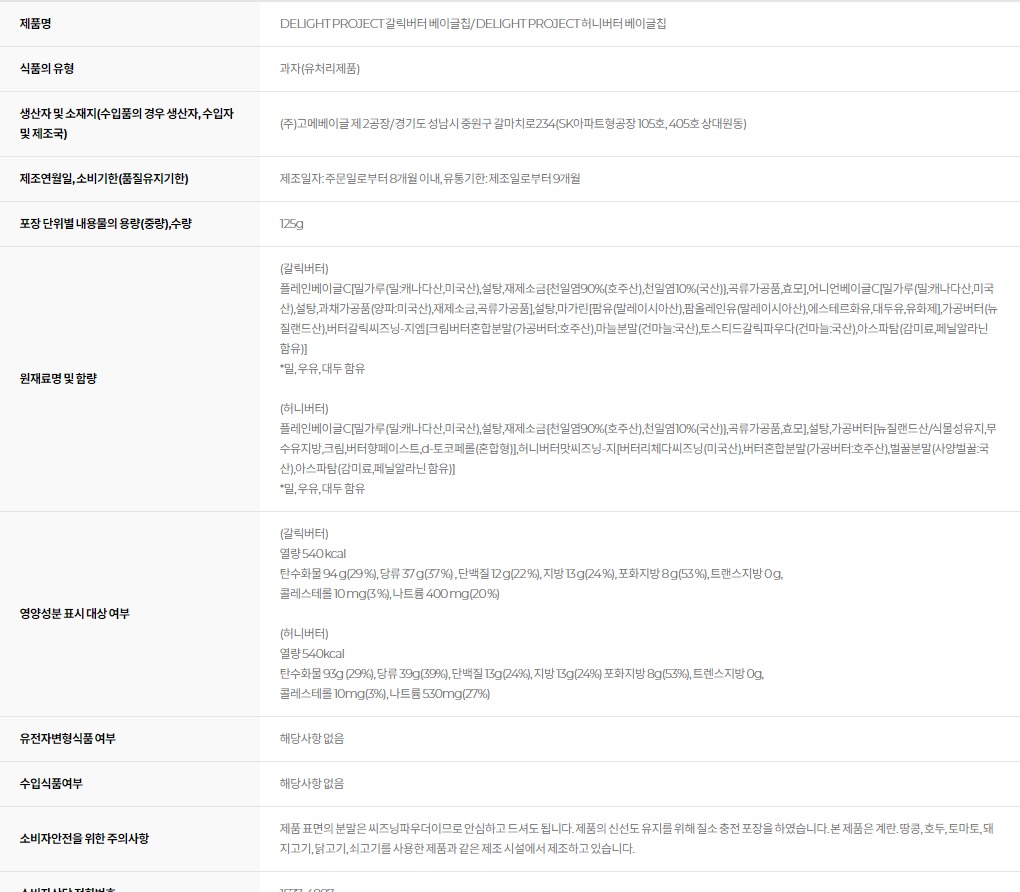 제품명
DELIGHT PROJECT 갈릭버터 베이글칩/ DELIGHT PROJECT 허니버터 베이글칩
식품의 유형
과자(유처리제품)
생산자 및 소재지(수입품의 경우 생산자, 수입자
및 제조국)
(주)고메베이글 제 2공장/ 경기도 성남시 중원구 갈마치로234(SK아파트형공장 105호, 405호 상대원동)
제조연월일, 소비기한(품질유지기한)
제조일자: 주문일로부터 8개월 이내, 유통기한: 제조일로부터 9개월
포장 단위별 내용물의 용량(중량),수량
125g
원재료명 및 함량
(갈릭버터)
플레인베이글C[밀가루(밀:캐나다산,미국산),설탕,재제소금{천일염90%(호주산),천일염10%(국산)},곡류가공품,효모],어니언베이글C[밀가루(밀:캐나다산,미국
산),설탕,과채가공품(양파:미국산),재제소금,곡류가공품],설탕,마가린[팜유(말레이시아산),팜올레인유(말레이시아산),에스테르화유,대두유,유화제],가공버터(뉴
질랜드산),버터갈릭씨즈닝-지엠[크림버터혼합분말(가공버터:호주산),마늘분말(건마늘:국산),토스티드갈릭파우다(건마늘:국산),아스파탐(감미료,페닐알라닌
함유)]
*밀, 우유, 대두 함유
(허니버터)
플레인베이글C[밀가루(밀:캐나다산,미국산),설탕,재제소금{천일염90%(호주산),천일염10%(국산)},곡류가공품,효모],설탕,가공버터[뉴질랜드산/식물성유지,무
수유지방,크림,버터향페이스트,d-토코페롤(혼합형)],허니버터맛씨즈닝-지[버터리체다씨즈닝(미국산),버터혼합분말(가공버터:호주산),벌꿀분말(사양벌꿀:국
산),아스파탐(감미료,페닐알라닌 함유)]
*밀, 우유, 대두 함유
영양성분 표시 대상 여부
(갈릭버터)
열량 540 kcal
탄수화물 94 g(29 %), 당류 37 g(37 %) , 단백질 12 g(22 %), 지방 13 g(24 %), 포화지방 8 g(53 %), 트랜스지방 0 g,
콜레스테롤 10 mg(3 %), 나트륨 400 mg(20 %)
(허니버터)
열량 540kcal
탄수화물 93g (29%), 당류 39g(39%), 단백질 13g(24%), 지방 13g(24%) 포화지방 8g(53%), 트렌스지방 0g,
콜레스테롤 10mg(3%), 나트륨 530mg(27%)
유전자변형식품 여부
해당사항 없음
수입식품여부
해당사항 없음
소비자안전을 위한 주의사항
제품 표면의 분말은 씨즈닝파우더이므로 안심하고 드셔도 됩니다. 제품의 신선도 유지를 위해 질소 충전 포장을 하였습니다. 본 제품은 계란. 땅콩, 호두, 토마토, 돼
지고기, 닭고기, 쇠고기를 사용한 제품과 같은 제조 시설에서 제조하고 있습니다.